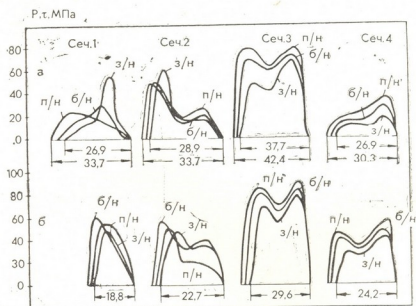 Р.т.МПа
Сеч.1 Сеч.2 Сеч.3 Сеч.4
80
60
40
20
0
а
п/н б/н з/н
п/н з/н б/н
п/н б/н з/н
п/н б/н з/н
26,9 28,9 37,7 26,9
33,7 33,7 42,4 30,3
100
80
60
40
20
0
б
б/н п/н з/н
б/н з/н п/н
п/н б/н з/н
п/н б/н з/н
18,8 22,7 29,6 24,2